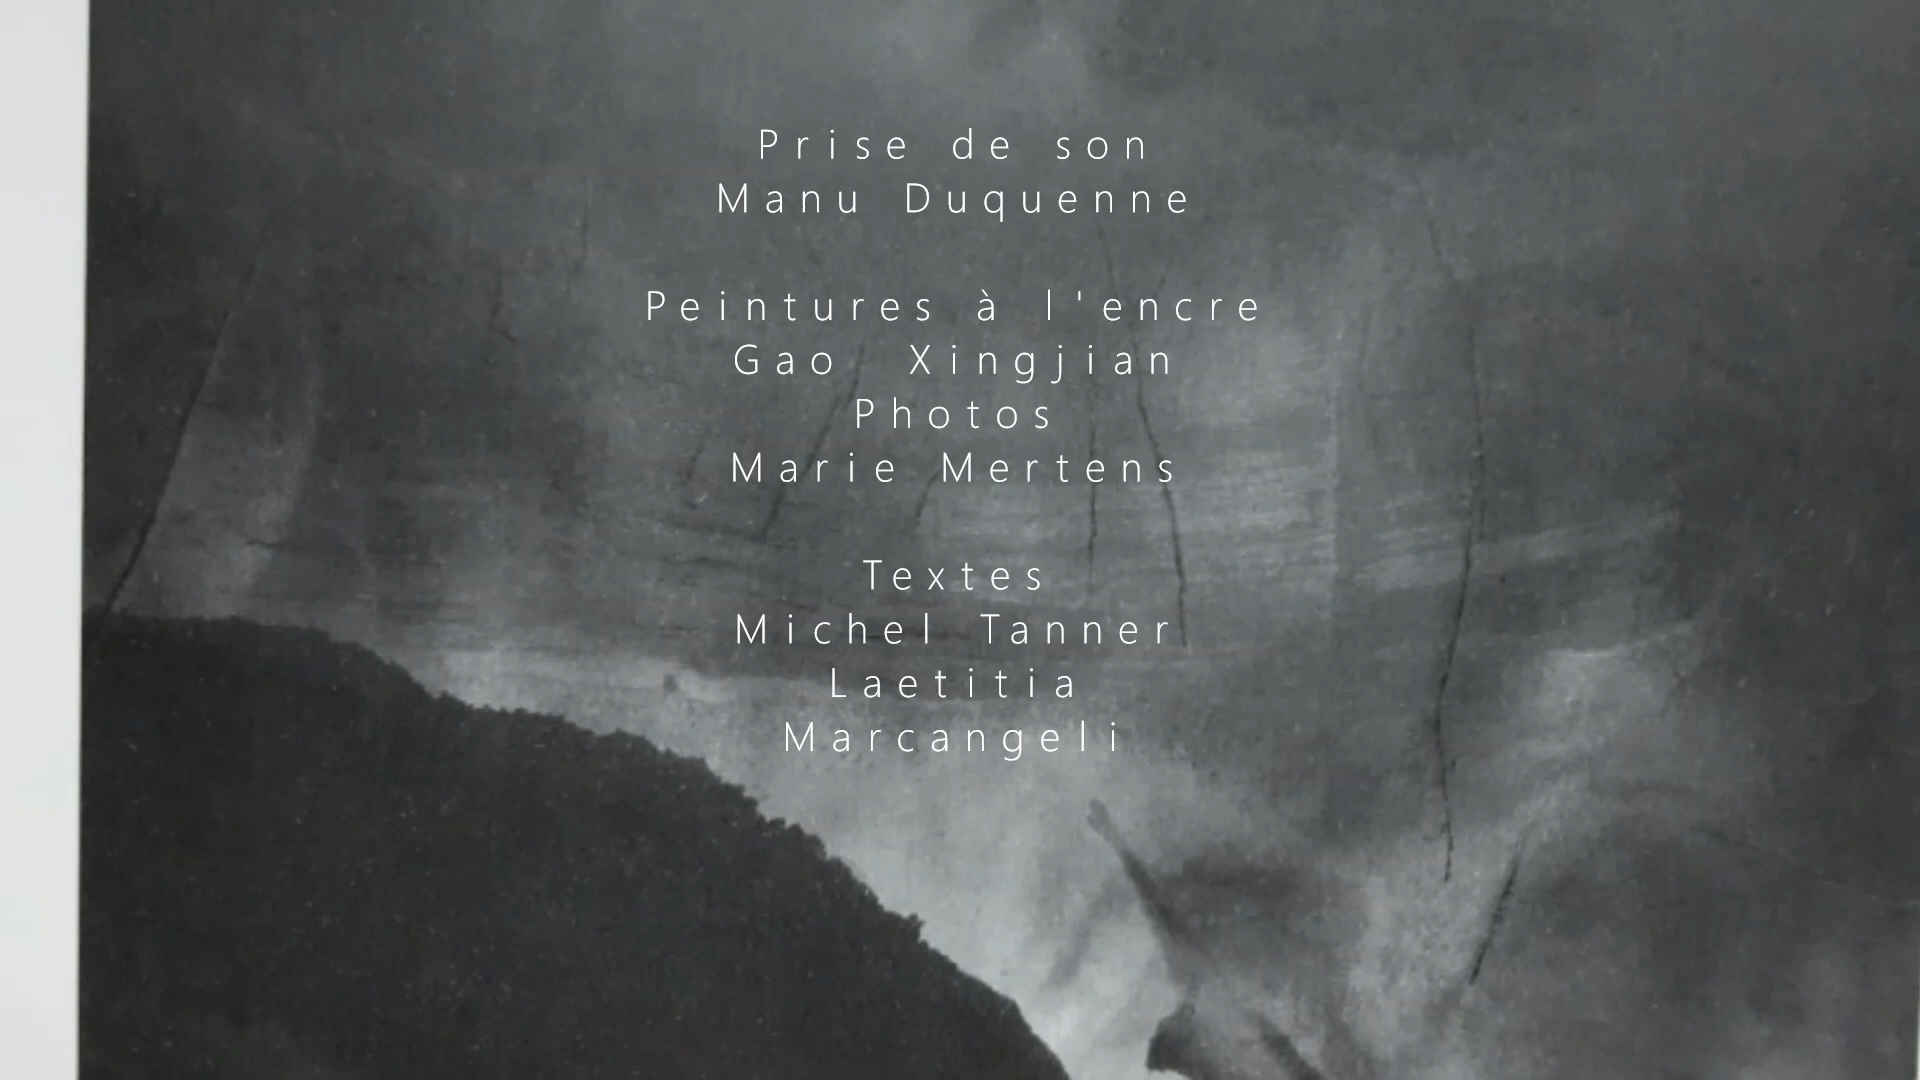 Prise de son
Manu Duquenne
Peintures à l'encre
Gao Xingjian
Photos
Marie Mertens
Textes
Michel Tanner
Laetitia
Marcangeli